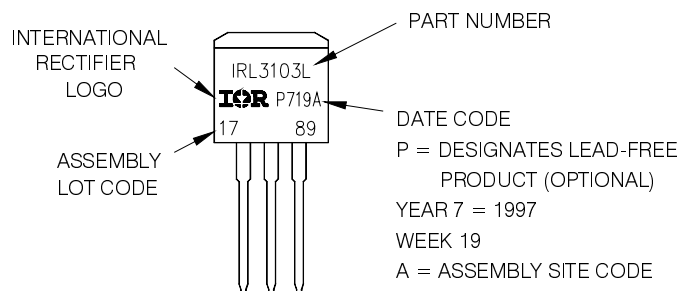 PART NUMBER
INTERNATIONAL
RECTIFIER
LOGO
IRL3103L
IOR P719A
17 89
ASSEMBLY
LOT CODE
DATE CODE
P = DESIGNATES LEAD-FREE
PRODUCT (OPTIONAL)
YEAR 7 = 1997
WEEK 19
A = ASSEMBLY SITE CODE